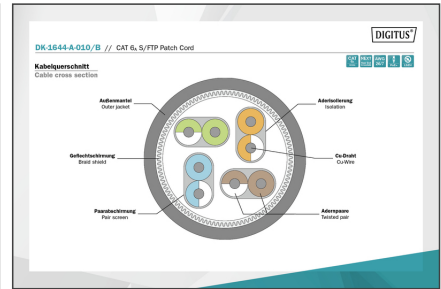 DIGITUS®
DK-1644-A-010/B // CAT 6A S/FTP Patch Cord
Kabelquerschnitt
Cable cross section
Außenmantel
Outer jacket
Aderisolierung
Isolation
Geflechtschirmung
Braid shield
Cu-Draht
Cu-Wire
Paarabschirmung
Pair screen
Adernpaare
Twisted pair